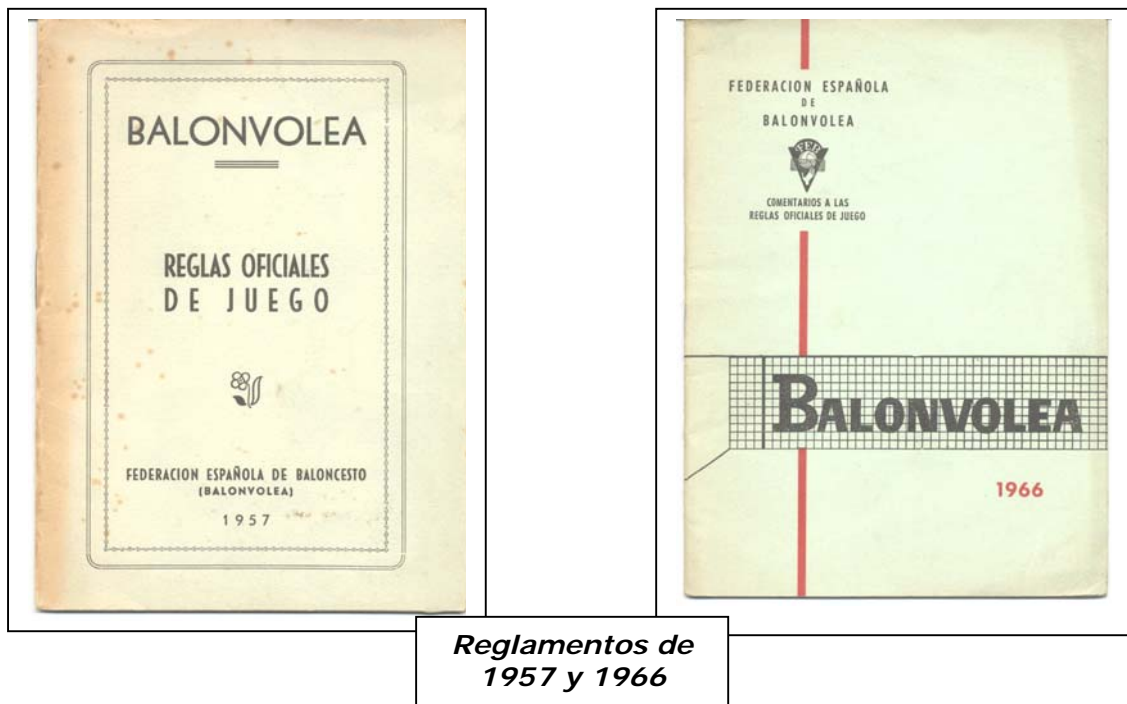 BALONVOLEA
REGLAS OFICIALES
DE JUEGO
FEDERACION ESPAÑOLA DE BALONCESTO
(BALONVOLEA)
1957
FEDERACION ESPAÑOLA
DE
BALONVOLEA
FEB
COMENTARIOS A LAS
REGLAS OFICIALES DE JUEGO
BALONVOLEA
1966
Reglamentos de
1957 y 1966